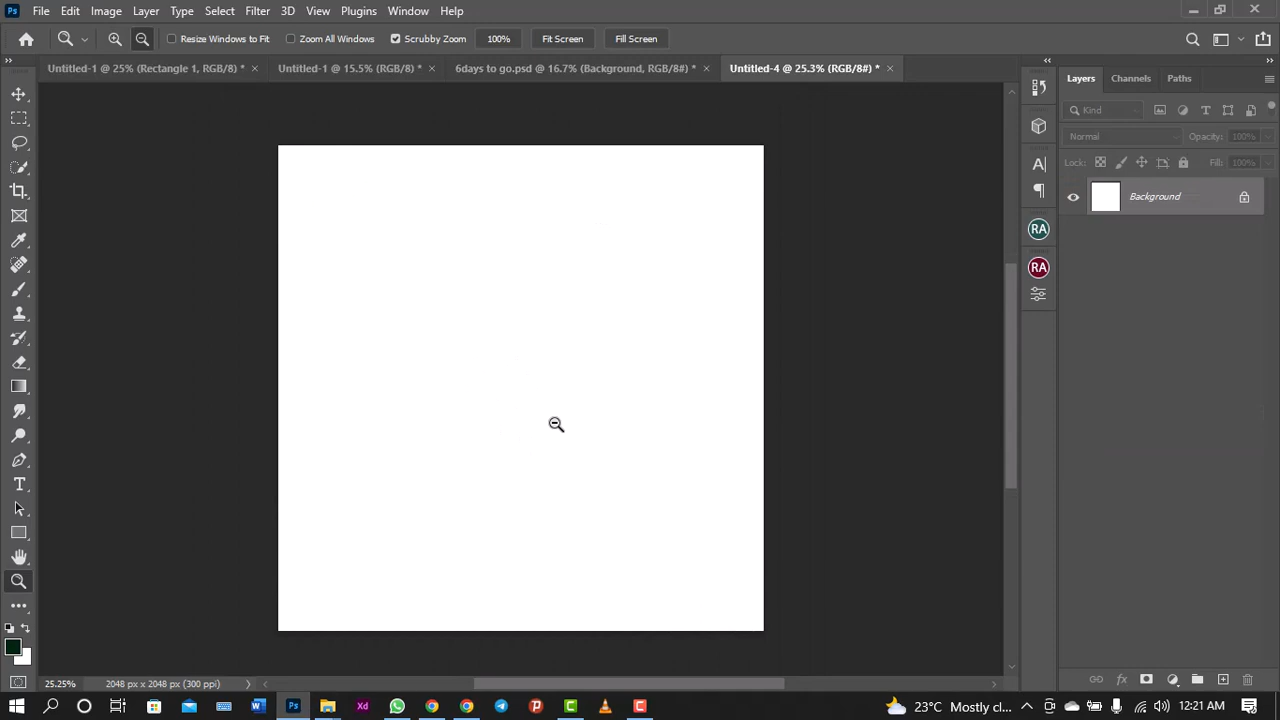 Ps File Edit Image Layer Type Select Filter 3D View Plugins Window Help
Resize Windows to Fit Zoom All Windows Scrubby Zoom 100% Fit Screen Fill Screen
Untitled-1 @ 25% (Rectangle 1, RGB/8) * Untitled-1 @ 15.5% (RGB/8) * 6days to go.psd @ 16.7% (Background, RGB/8#) * Untitled-4 @ 25.3% (RGB/8#) *
Layers Channels Paths
Kind
Normal Opacity: 100%
Lock: Fill: 100%
Background
RA
RA
25.25% 2048 px x 2048 px (300 ppi)
23°C Mostly cl... 12:21 AM